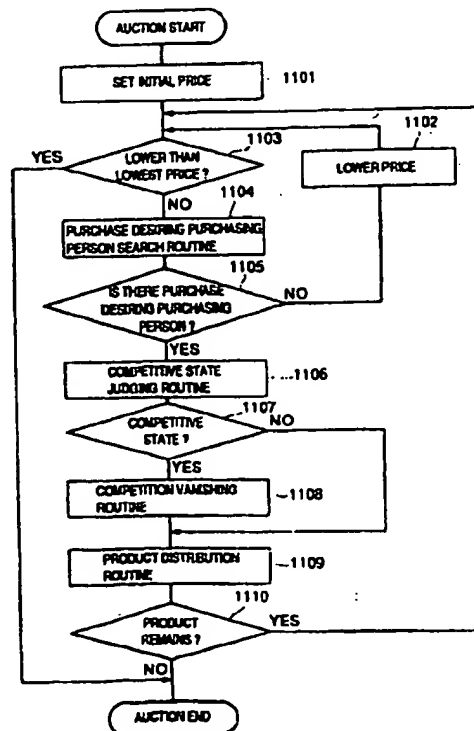 AUCTION START
SET INITIAL PRICE
1101
1102
1103
YES
LOWER THAN
LOWEST PRICE ?
LOWER PRICE
NO
1104
PURCHASE DESIRING PURCHASING
PERSON SEARCH ROUTINE
1105
IS THERE PURCHASE
DESIRING PURCHASING
PERSON ?
NO
YES
COMPETITIVE STATE
JUDGING ROUTINE
1106
1107
COMPETITIVE
STATE ?
NO
YES
COMPETITION VANISHING
ROUTINE
1108
PRODUCT DISTRIBUTION
ROUTINE
1109
1110
PRODUCT
REMAINS ?
YES
NO
AUCTION END